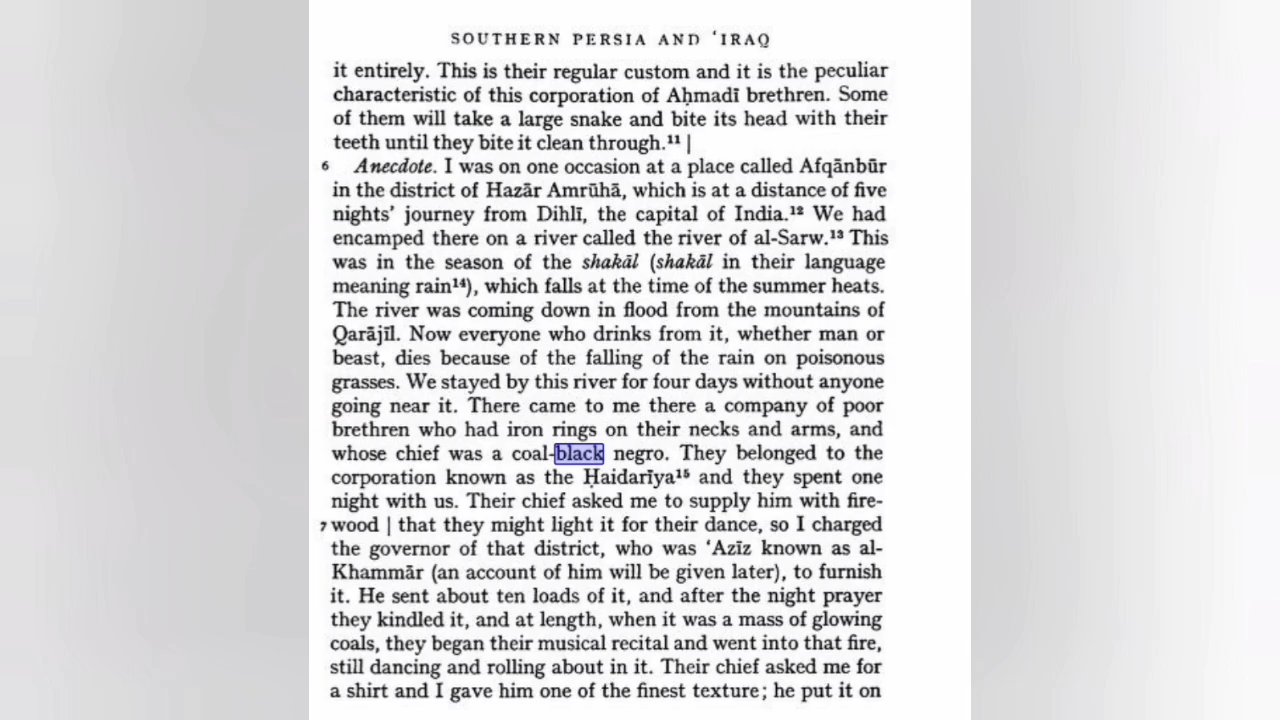 SOUTHERN PERSIA AND ‘IRAQ
it entirely. This is their regular custom and it is the peculiar
characteristic of this corporation of Aḥmadī brethren. Some
of them will take a large snake and bite its head with their
teeth until they bite it clean through.¹¹ |
6 Anecdote. I was on one occasion at a place called Afqānbūr
in the district of Hazār Amrūhā, which is at a distance of five
nights’ journey from Dihlī, the capital of India.¹² We had
encamped there on a river called the river of al-Sarw.¹³ This
was in the season of the shakāl (shakāl in their language
meaning rain¹⁴), which falls at the time of the summer heats.
The river was coming down in flood from the mountains of
Qarājīl. Now everyone who drinks from it, whether man or
beast, dies because of the falling of the rain on poisonous
grasses. We stayed by this river for four days without anyone
going near it. There came to me there a company of poor
brethren who had iron rings on their necks and arms, and
whose chief was a coal-black negro. They belonged to the
corporation known as the Ḥaidarīya¹⁵ and they spent one
night with us. Their chief asked me to supply him with fire-
7 wood | that they might light it for their dance, so I charged
the governor of that district, who was ‘Azīz known as al-
Khammār (an account of him will be given later), to furnish
it. He sent about ten loads of it, and after the night prayer
they kindled it, and at length, when it was a mass of glowing
coals, they began their musical recital and went into that fire,
still dancing and rolling about in it. Their chief asked me for
a shirt and I gave him one of the finest texture; he put it on